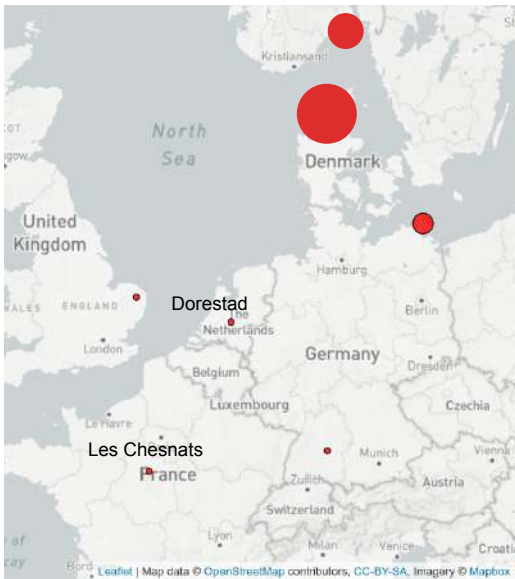 Kristiansand
North
Sea
Denmark
United
Kingdom
Hamburg
ENGLAND
Dorestad
The
Netherlands
Berlin
London
Germany
Belgium
Dresden
Luxembourg
Le Havre
Czechia
Les Chesnats
France
Munich
Vienna
Zurich
Austria
Switzerland
Lyon
Milan
Venice
Croati
Bord
Leaflet | Map data © OpenStreetMap contributors, CC-BY-SA, Imagery © Mapbox